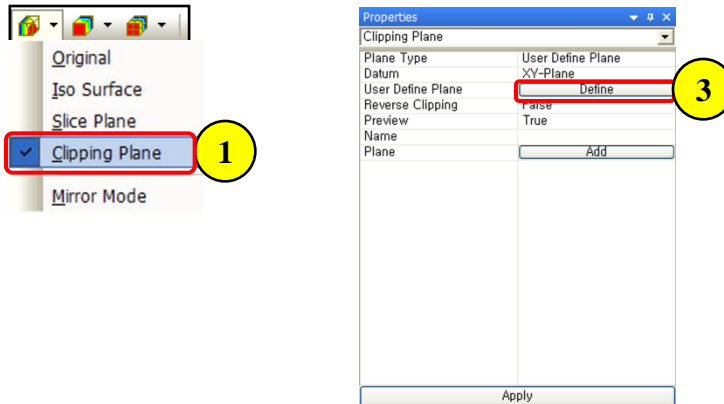 Original
Iso Surface
Slice Plane
Clipping Plane
1
Mirror Mode
Properties
Clipping Plane
Plane Type User Define Plane
Datum XY-Plane
User Define Plane Define
3
Reverse Clipping False
Preview True
Name
Plane Add
Apply